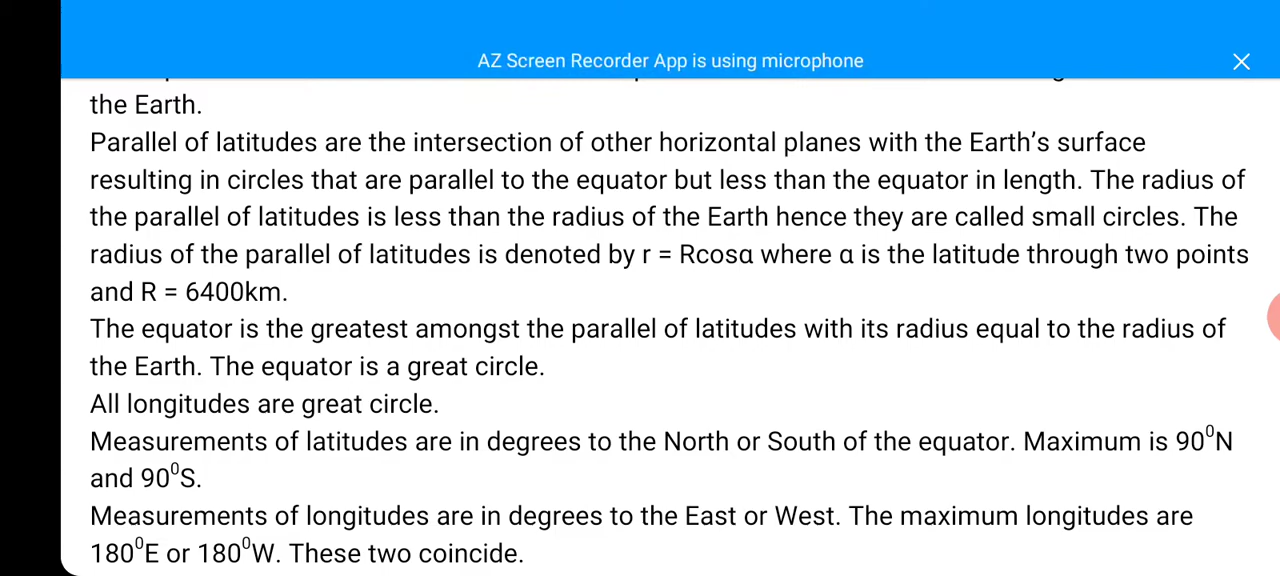 AZ Screen Recorder App is using microphone
the Earth.
Parallel of latitudes are the intersection of other horizontal planes with the Earth's surface
resulting in circles that are parallel to the equator but less than the equator in length. The radius of
the parallel of latitudes is less than the radius of the Earth hence they are called small circles. The
radius of the parallel of latitudes is denoted by r = Rcosα where α is the latitude through two points
and R = 6400km.
The equator is the greatest amongst the parallel of latitudes with its radius equal to the radius of
the Earth. The equator is a great circle.
All longitudes are great circle.
Measurements of latitudes are in degrees to the North or South of the equator. Maximum is 90⁰N
and 90⁰S.
Measurements of longitudes are in degrees to the East or West. The maximum longitudes are
180⁰E or 180⁰W. These two coincide.